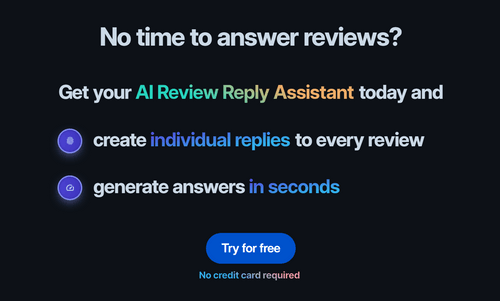 No time to answer reviews?
Get your AI Review Reply Assistant today and
create individual replies to every review
generate answers in seconds
Try for free
No credit card required